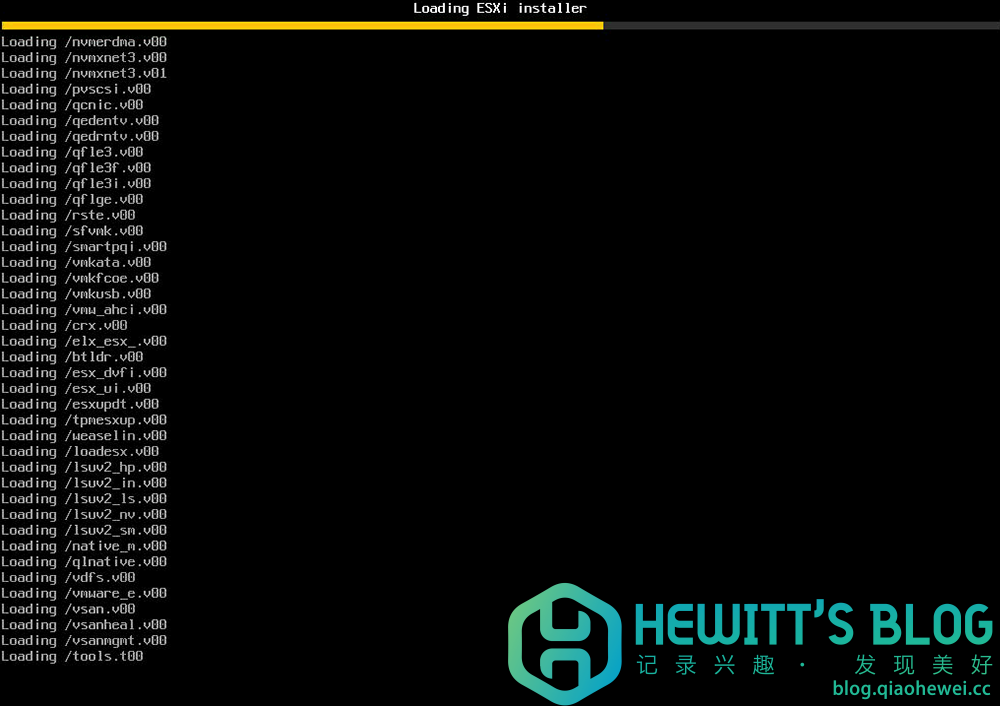 Loading ESXi installer
Loading /nvmerdma.v00
Loading /nvmxnet3.v00
Loading /nvmxnet3.v01
Loading /pvscsi.v00
Loading /qcnic.v00
Loading /qedentv.v00
Loading /qedrntv.v00
Loading /qfle3.v00
Loading /qfle3f.v00
Loading /qfle3i.v00
Loading /qflge.v00
Loading /rste.v00
Loading /sfvmk.v00
Loading /smartpqi.v00
Loading /vmkata.v00
Loading /vmkfcoe.v00
Loading /vmkusb.v00
Loading /vmw_ahci.v00
Loading /crx.v00
Loading /elx_esx_.v00
Loading /btldr.v00
Loading /esx_dvfi.v00
Loading /esx_ui.v00
Loading /esxupdt.v00
Loading /tpmesxup.v00
Loading /weaselin.v00
Loading /loadesx.v00
Loading /lsuv2_hp.v00
Loading /lsuv2_in.v00
Loading /lsuv2_ls.v00
Loading /lsuv2_nv.v00
Loading /lsuv2_sm.v00
Loading /native_m.v00
Loading /qlnative.v00
Loading /vdfs.v00
Loading /vmware_e.v00
Loading /vsan.v00
Loading /vsanheal.v00
Loading /vsanmgmt.v00
Loading /tools.t00
HEWITT'S BLOG
记录兴趣 · 发现美好
blog.qiaohewei.cc